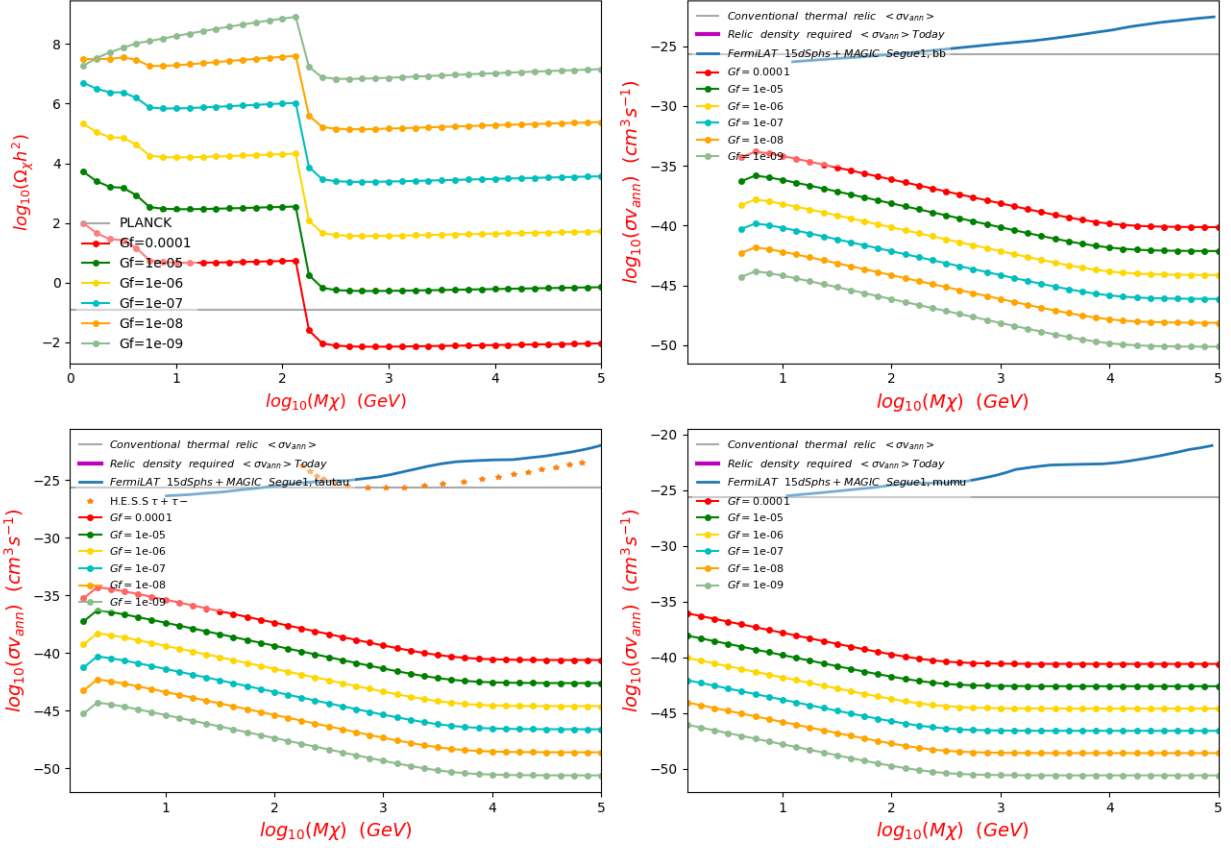 8
6
4
2
0
−2
log10(Ωχh2)
PLANCK
Gf=0.0001
Gf=1e-05
Gf=1e-06
Gf=1e-07
Gf=1e-08
Gf=1e-09
0 1 2 3 4 5
log10(Mχ) (GeV)
−25
−30
−35
−40
−45
−50
log10(σvann) (cm3s−1)
Conventional thermal relic <σvann>
Relic density required <σvann> Today
FermiLAT 15dSphs+MAGIC Segue1, bb
Gf=0.0001
Gf=1e-05
Gf=1e-06
Gf=1e-07
Gf=1e-08
Gf=1e-09
1 2 3 4 5
log10(Mχ) (GeV)
−25
−30
−35
−40
−45
−50
log10(σvann) (cm3s−1)
Conventional thermal relic <σvann>
Relic density required <σvann> Today
FermiLAT 15dSphs+MAGIC Segue1, tautau
H.E.S.S τ+τ−
Gf=0.0001
Gf=1e-05
Gf=1e-06
Gf=1e-07
Gf=1e-08
Gf=1e-09
1 2 3 4 5
log10(Mχ) (GeV)
−20
−25
−30
−35
−40
−45
−50
log10(σvann) (cm3s−1)
Conventional thermal relic <σvann>
Relic density required <σvann> Today
FermiLAT 15dSphs+MAGIC Segue1, mumu
Gf=0.0001
Gf=1e-05
Gf=1e-06
Gf=1e-07
Gf=1e-08
Gf=1e-09
1 2 3 4 5
log10(Mχ) (GeV)